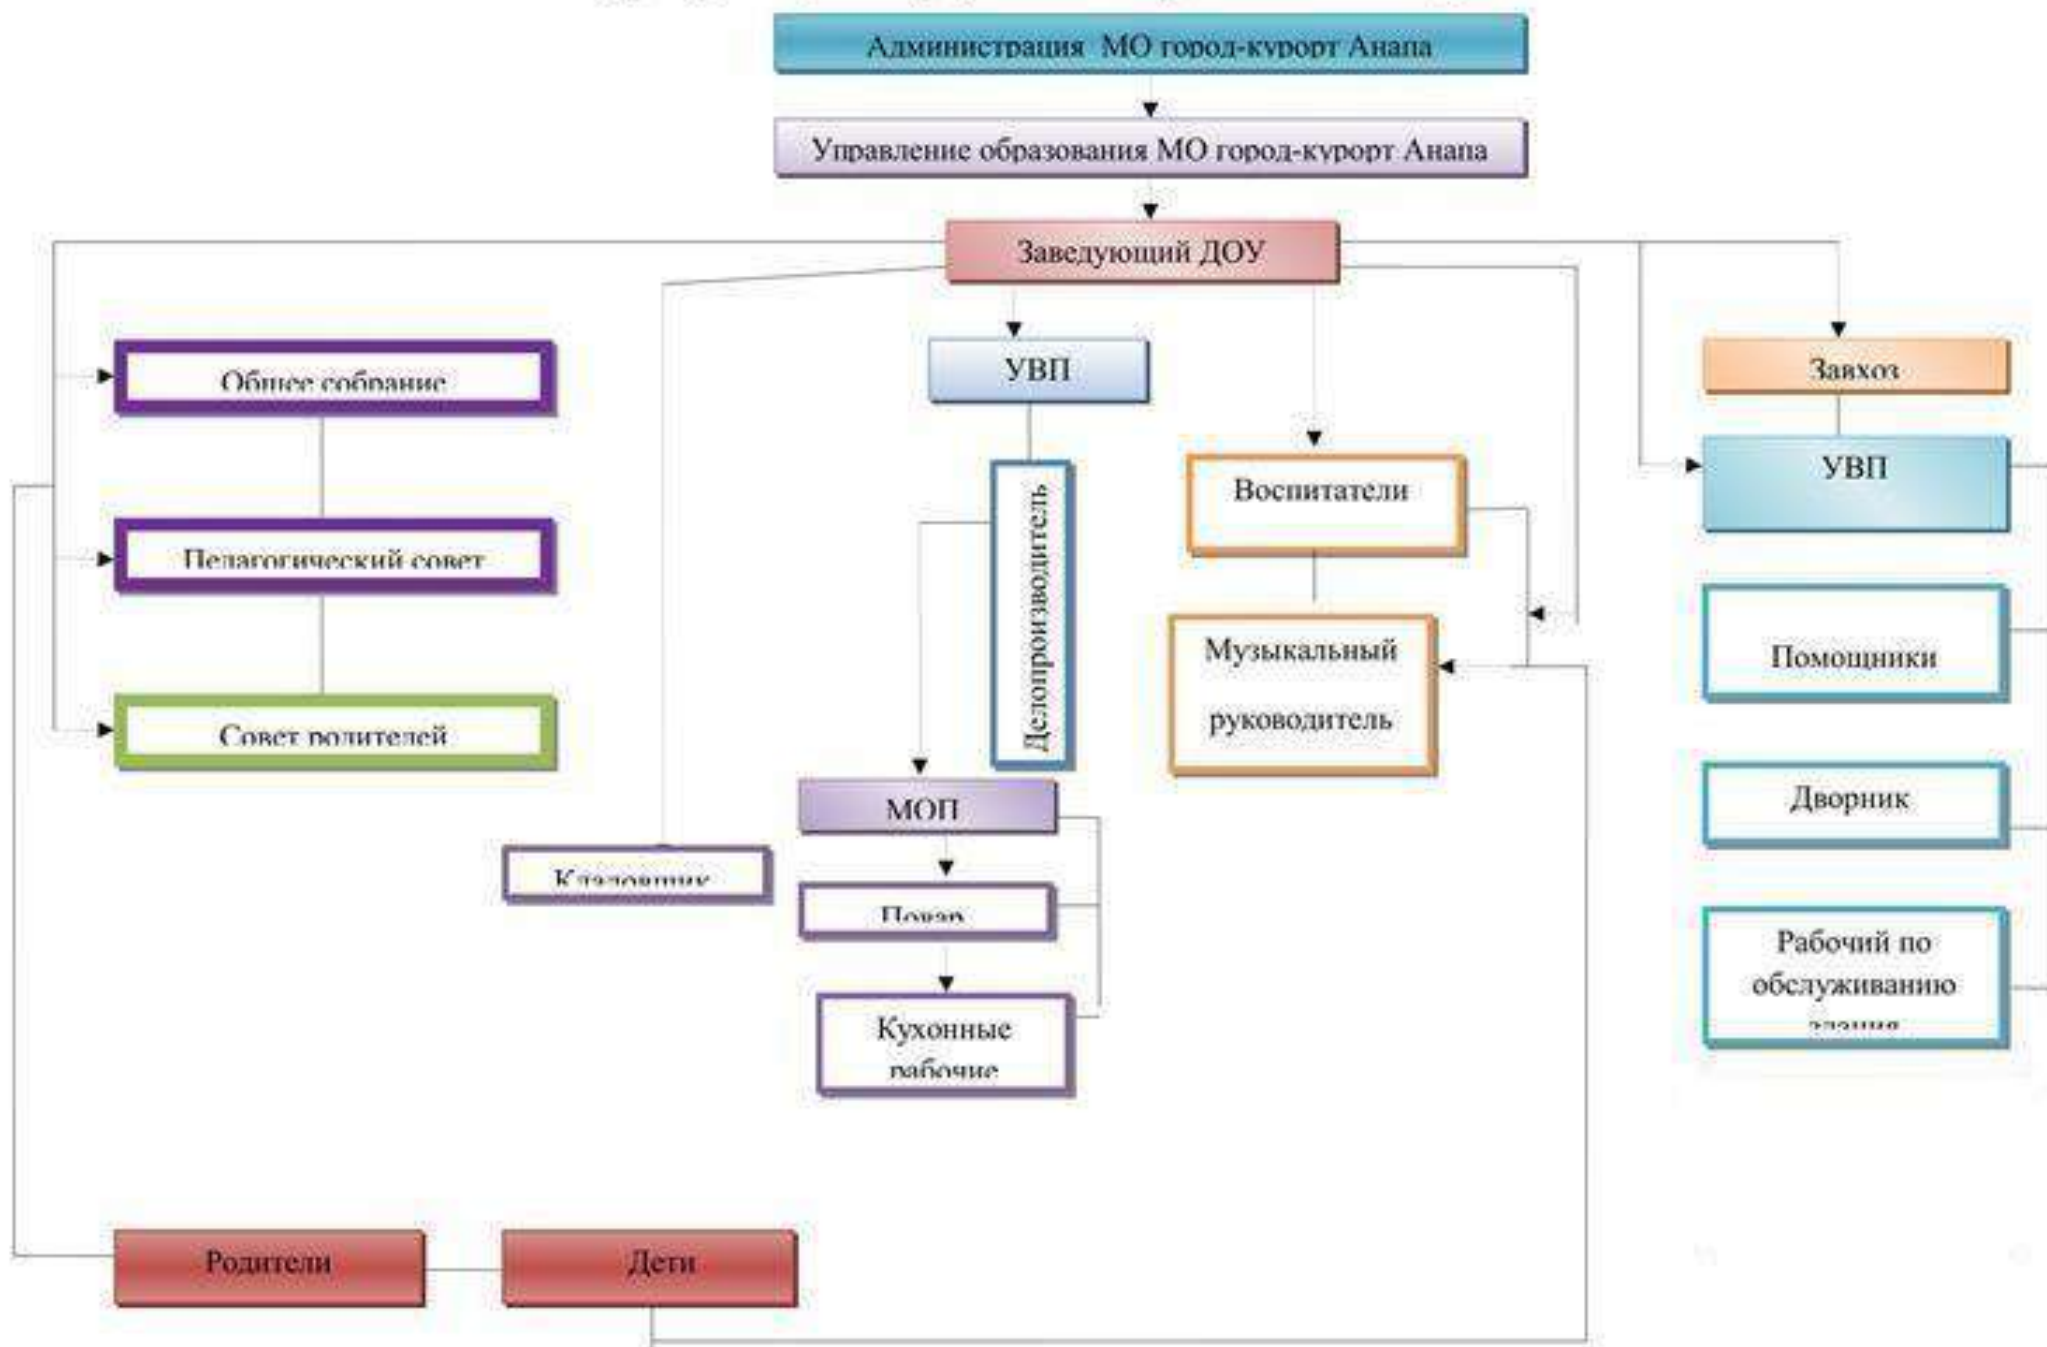 Администрация МО город-курорт Анапа
Управление образования МО город-курорт Анапа
Заведующий ДОУ
Общее собрание
УВП
Завхоз
УВП
Воспитатели
Педагогический совет
Делопроизводитель
Музыкальный
руководитель
Помощники
Совет родителей
Дворник
МОП
Кладовщик
Повар
Рабочий по
обслуживанию
здания
Кухонные
рабочие
Родители
Дети